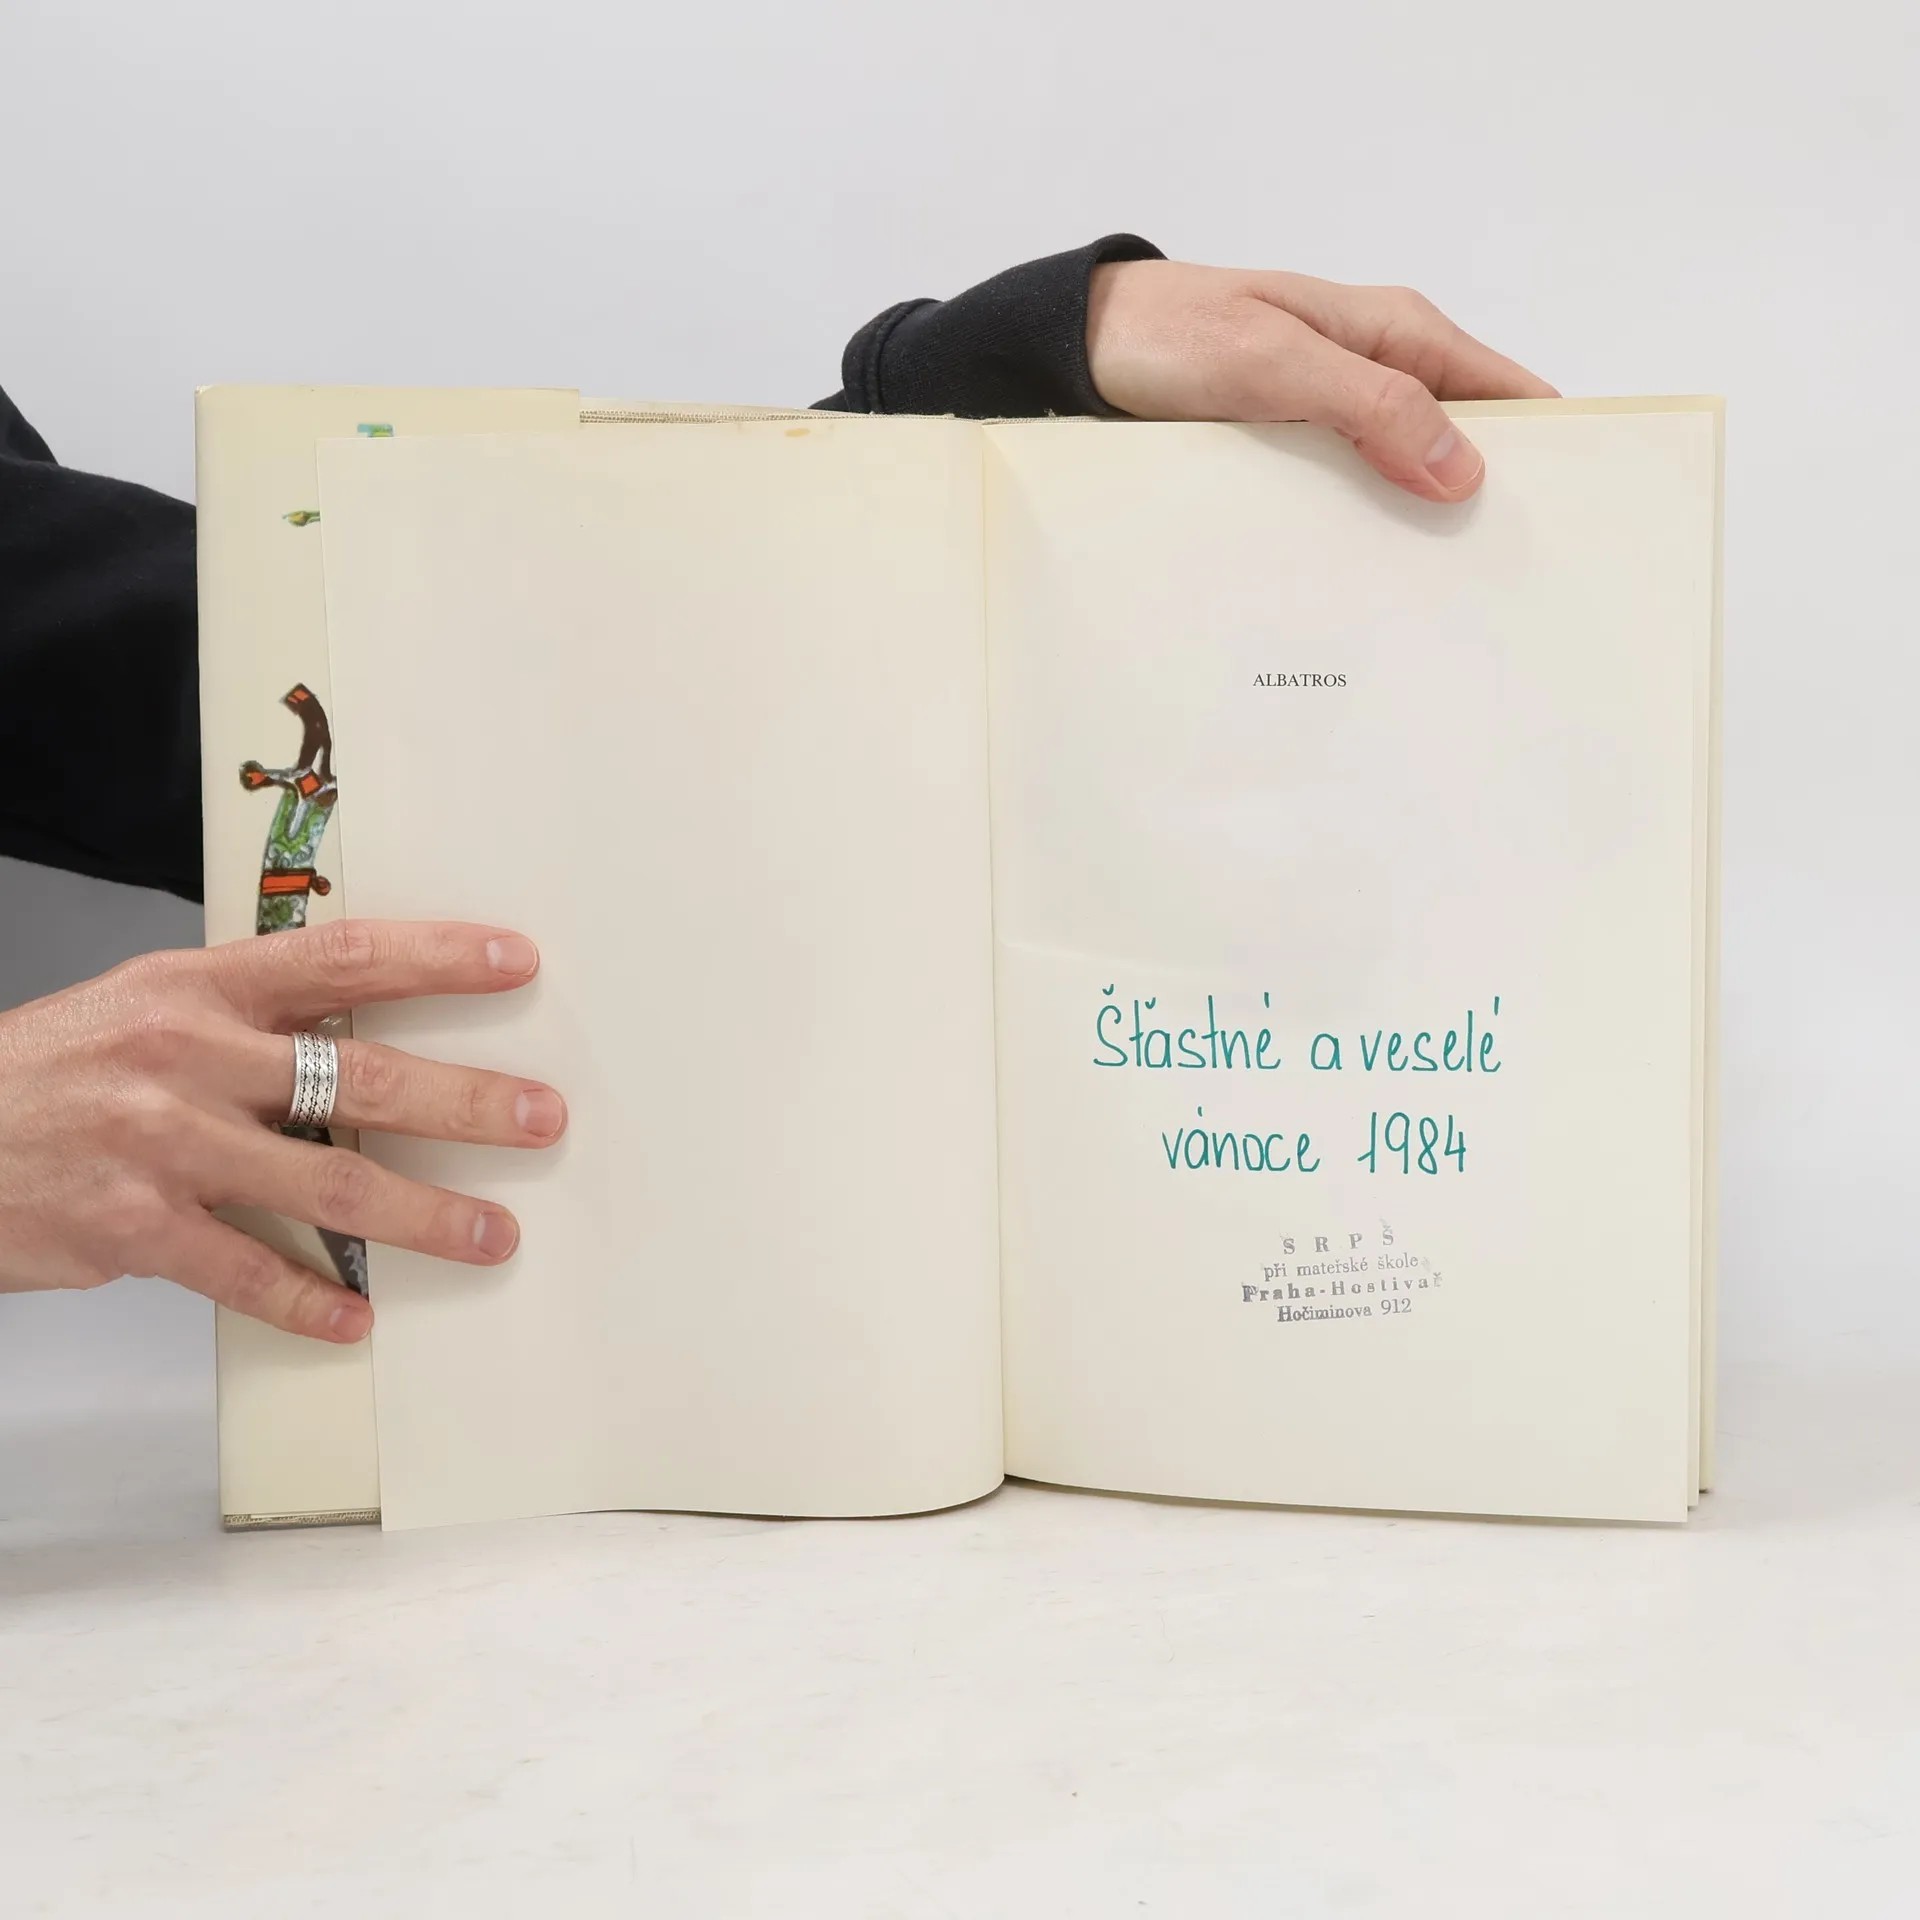 ALBATROS
Šťastné a veselé
vánoce 1984
S R P Š
při mateřské škole
Praha-Hostivař
Hočiminova 912